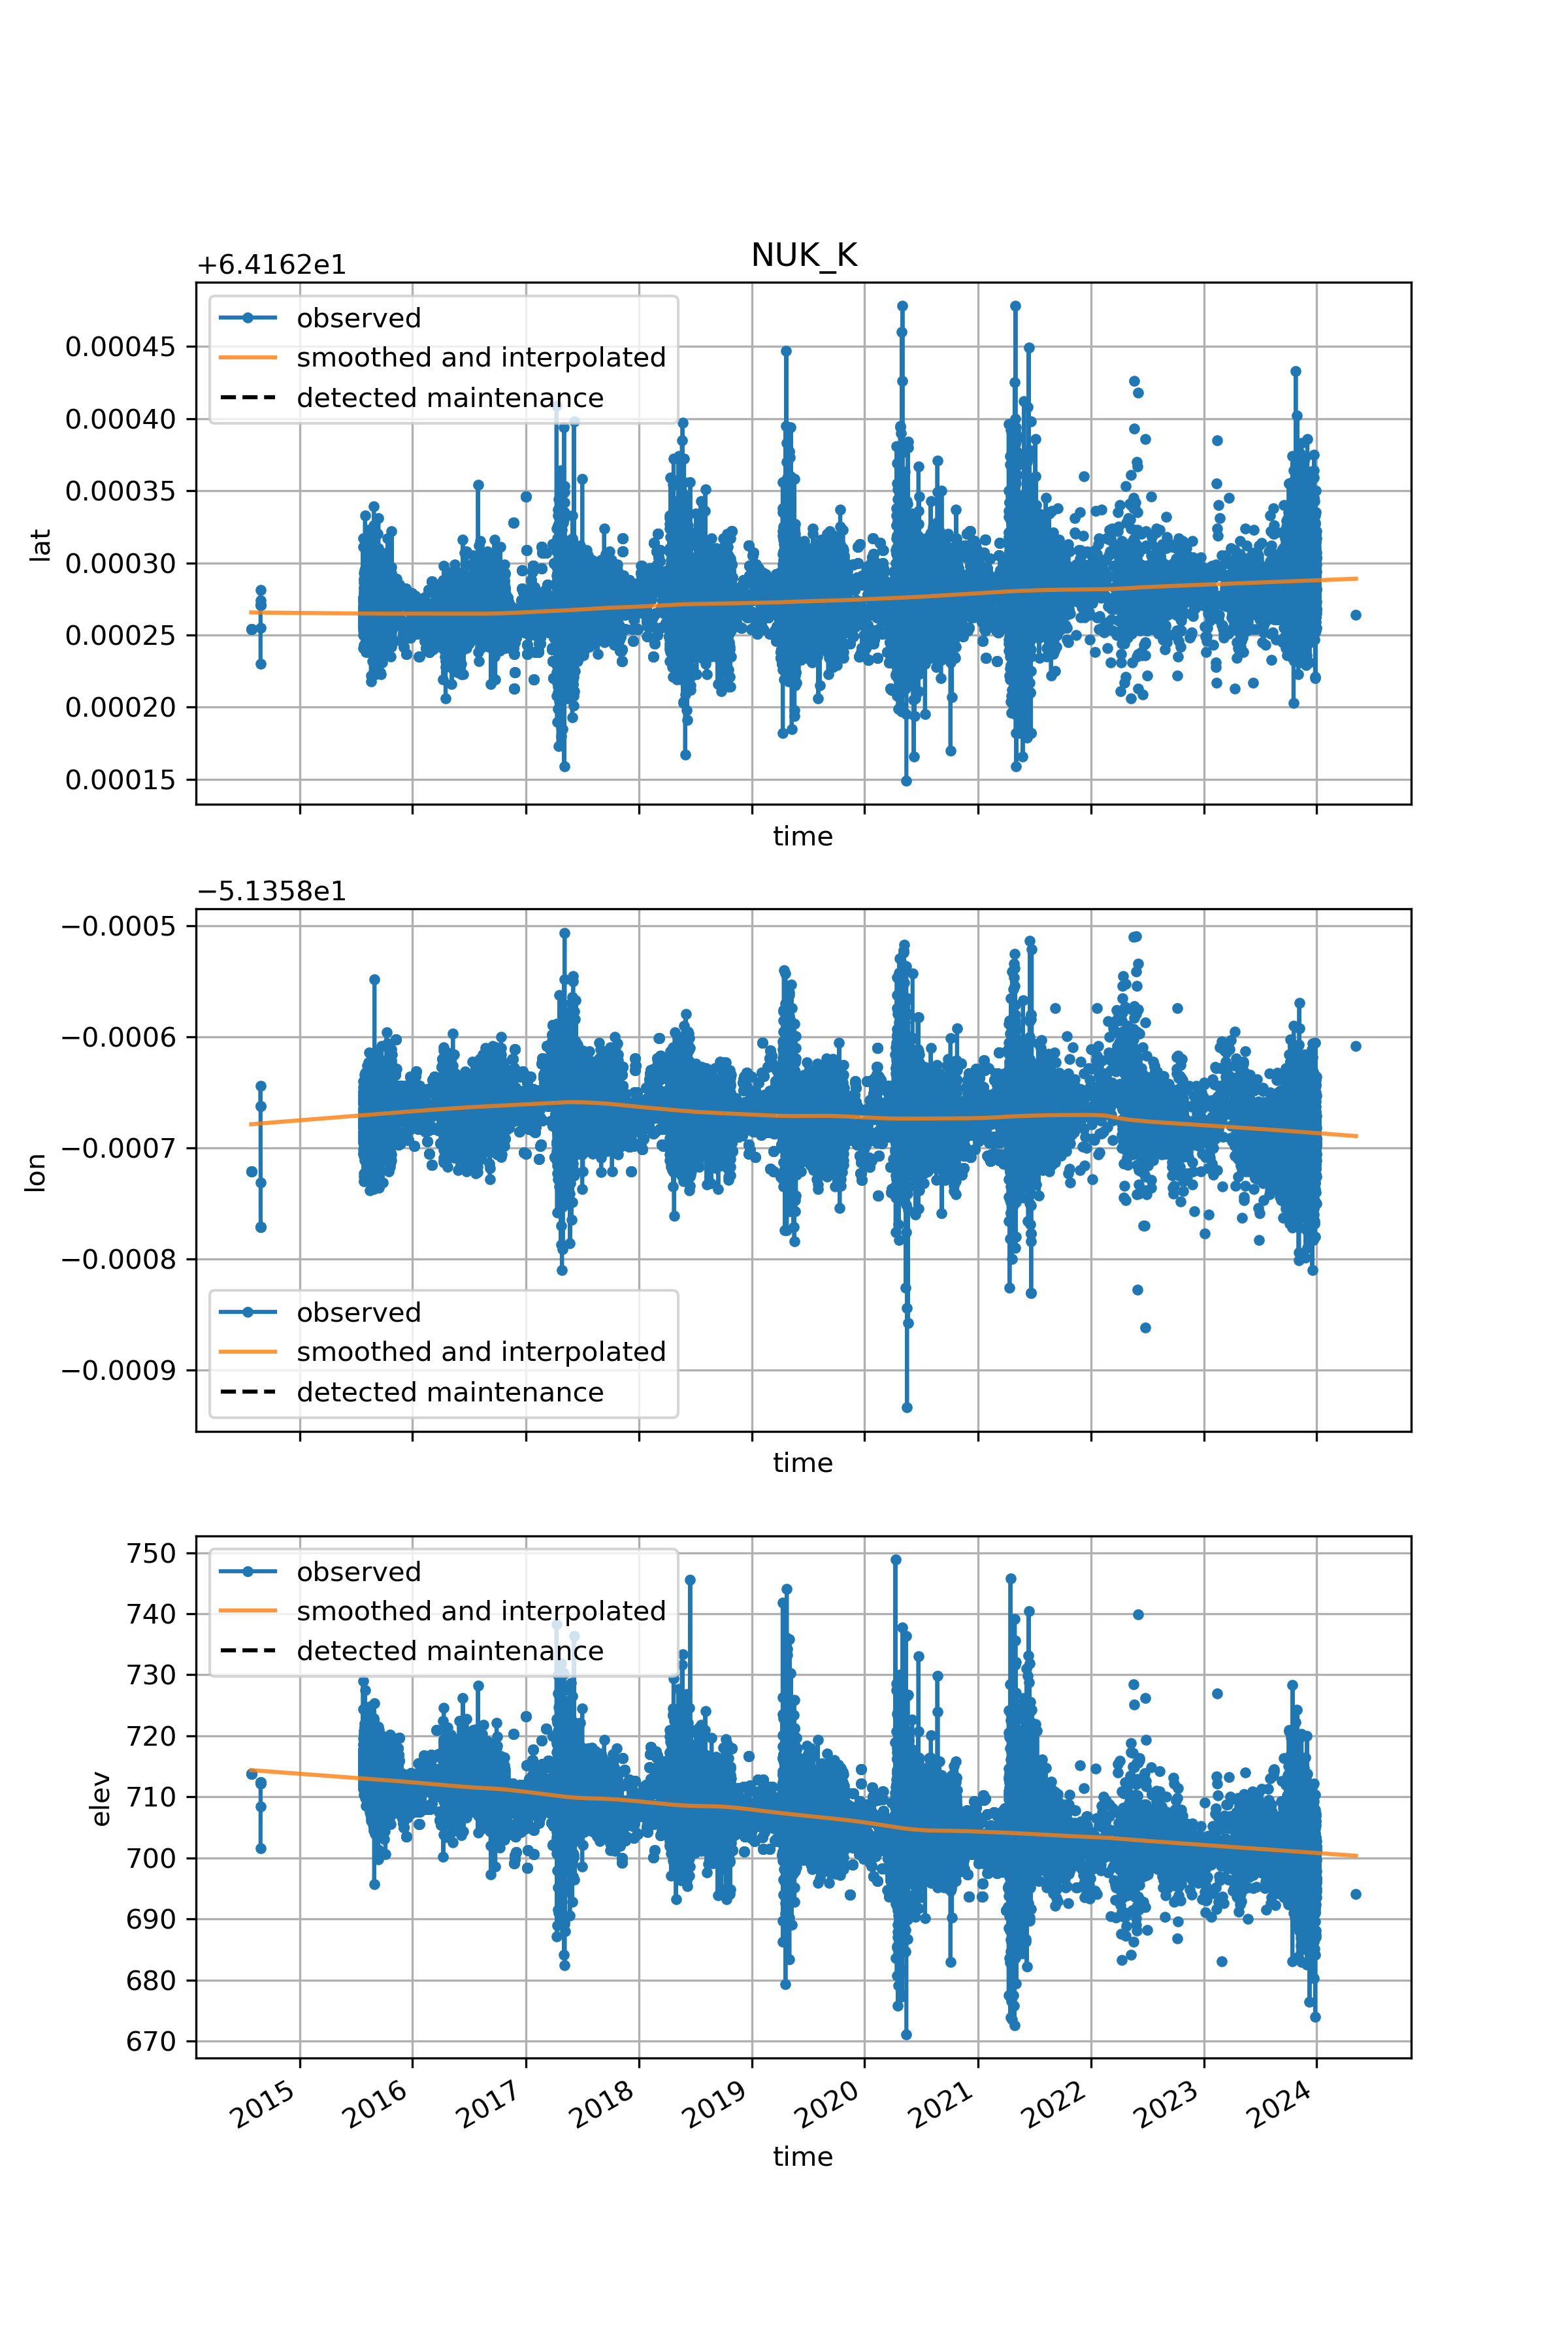 NUK_K
+6.4162e1
observed
smoothed and interpolated
detected maintenance
0.00045
0.00040
0.00035
0.00030
0.00025
0.00020
0.00015
lat
time
−5.1358e1
−0.0005
−0.0006
−0.0007
−0.0008
−0.0009
lon
observed
smoothed and interpolated
detected maintenance
time
750
740
730
720
710
700
690
680
670
elev
observed
smoothed and interpolated
detected maintenance
2015 2016 2017 2018 2019 2020 2021 2022 2023 2024
time